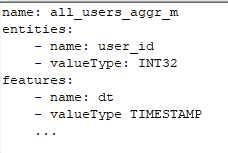 name: all_users_aggr_m
entities:
    - name: user_id
    - valueType: INT32
features:
    - name: dt
    - valueType TIMESTAMP
    ...